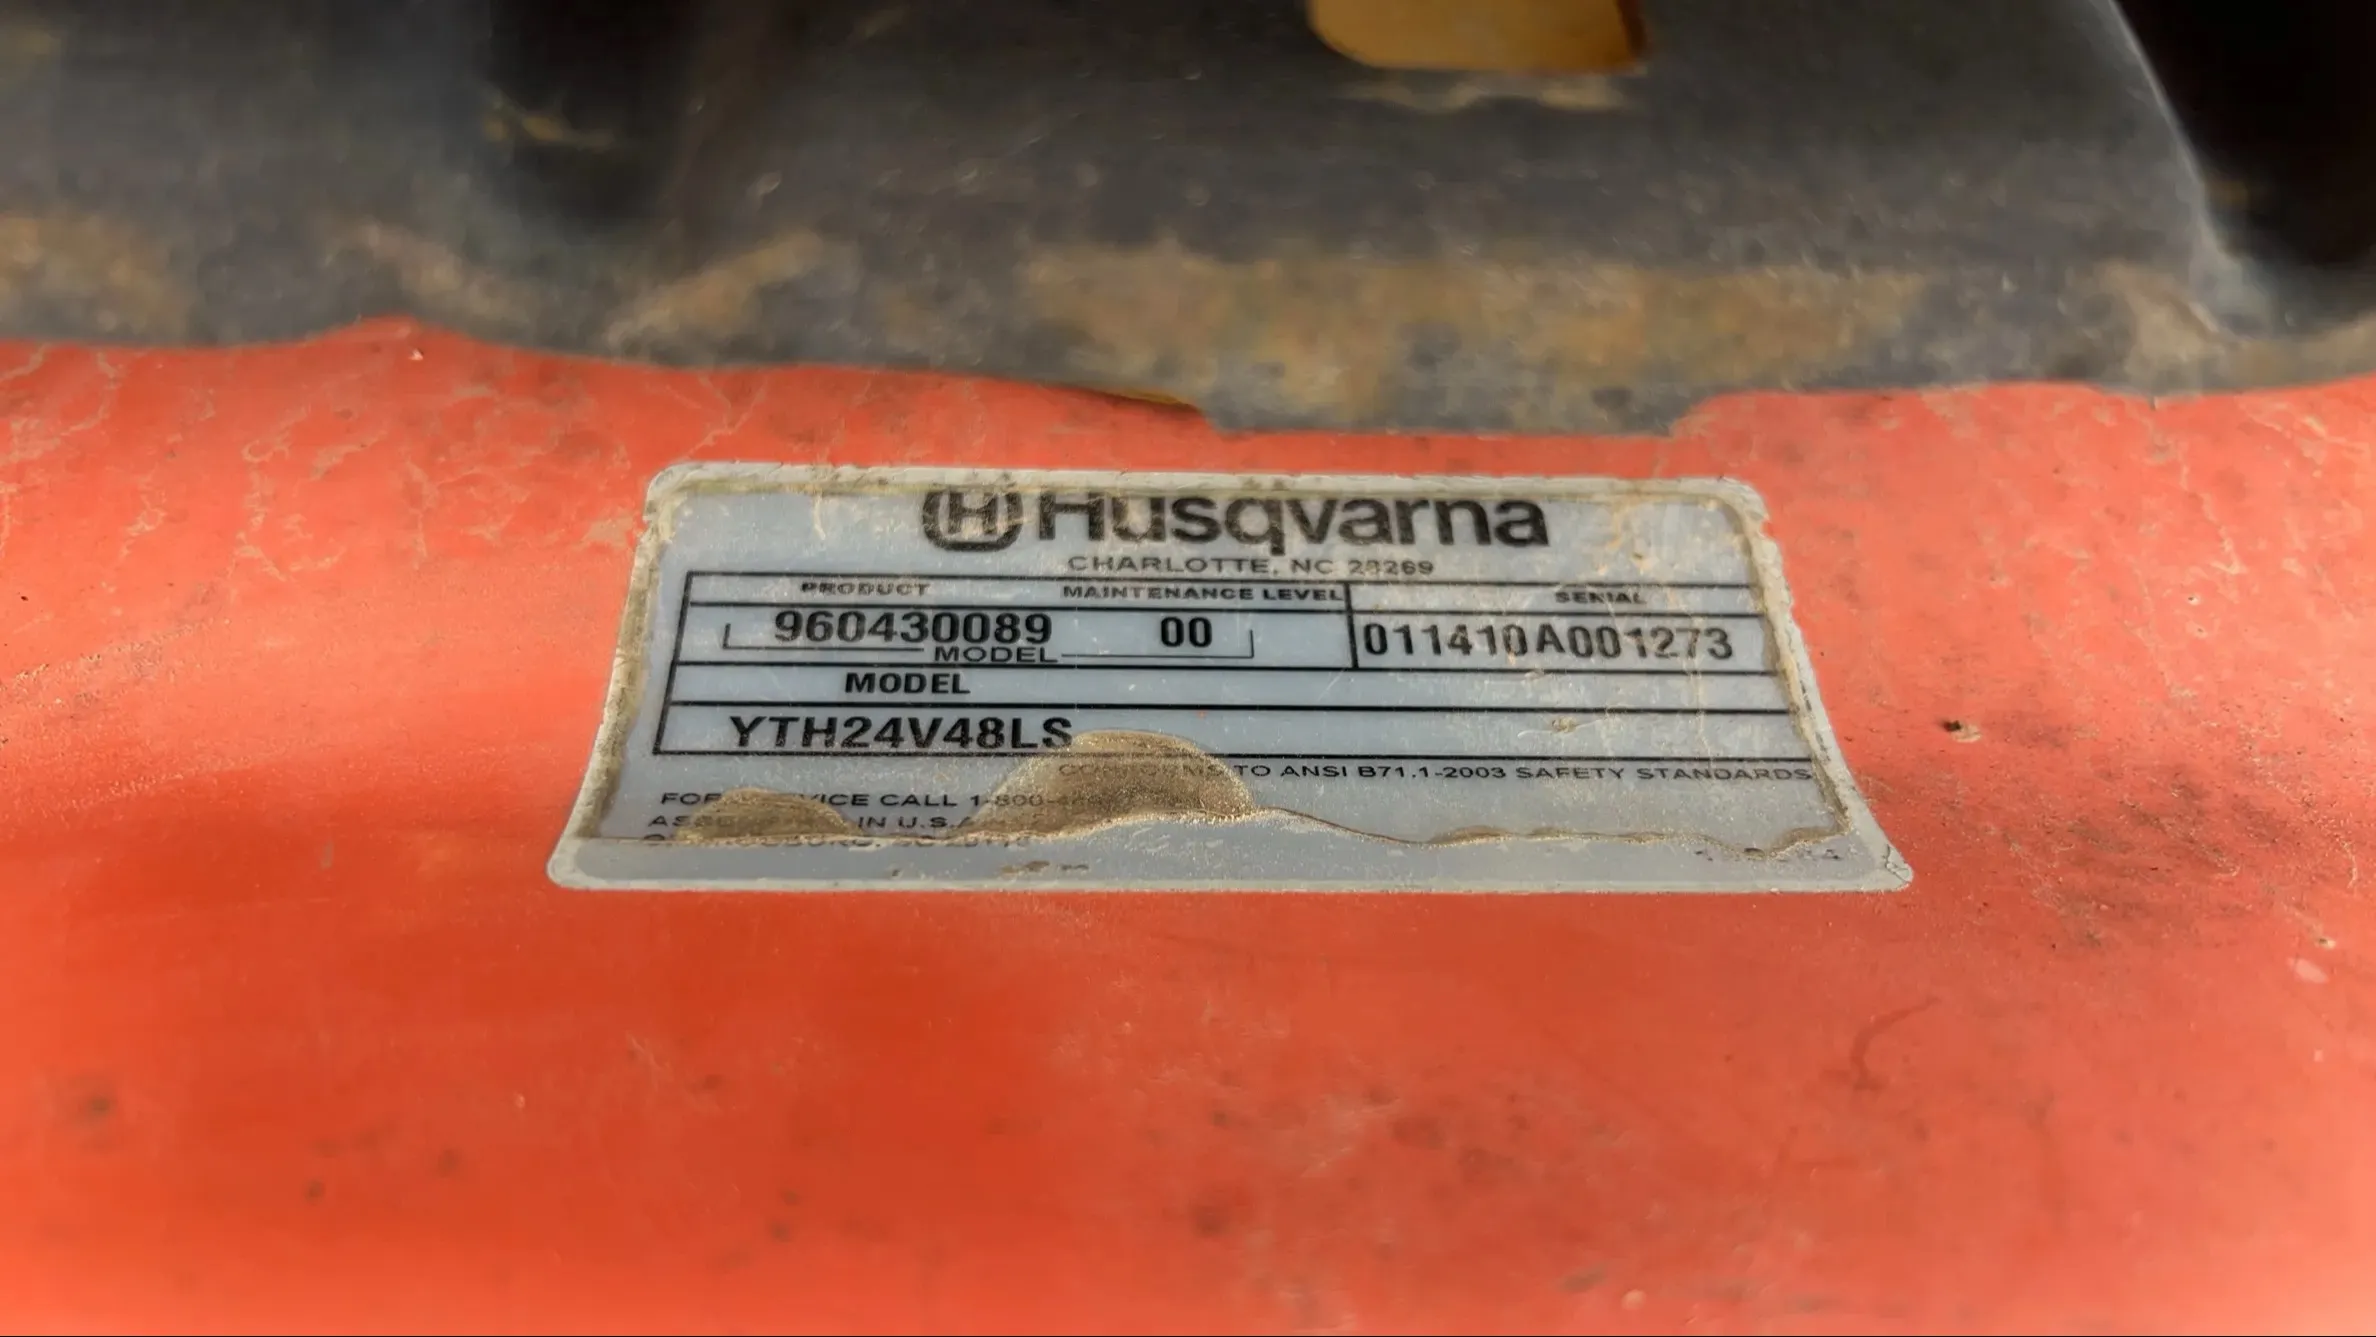 Husqvarna
CHARLOTTE, NC 28269
PRODUCT MAINTENANCE LEVEL SERIAL
960430089 00 011410A001273
MODEL
MODEL
YTH24V48LS
TO ANSI B71.1-2003 SAFETY STANDARDS
CALL 1-800-
IN U.S.A.